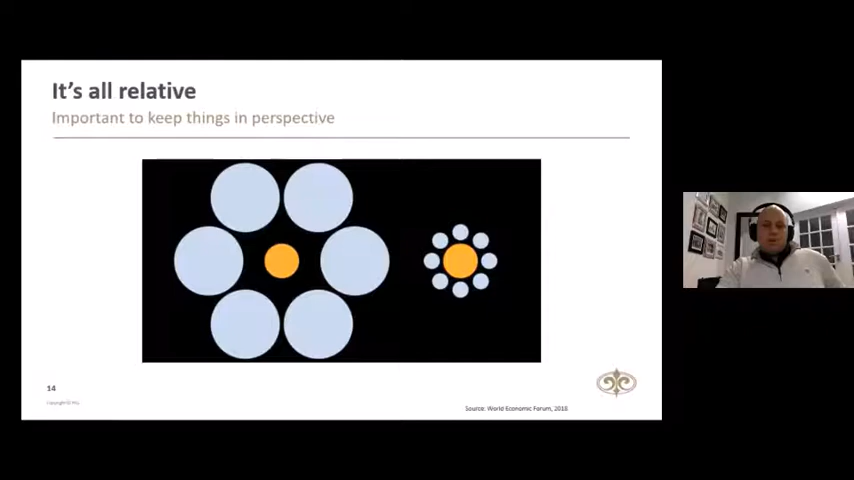 It's all relative
Important to keep things in perspective
14
Source: World Economic Forum, 2018